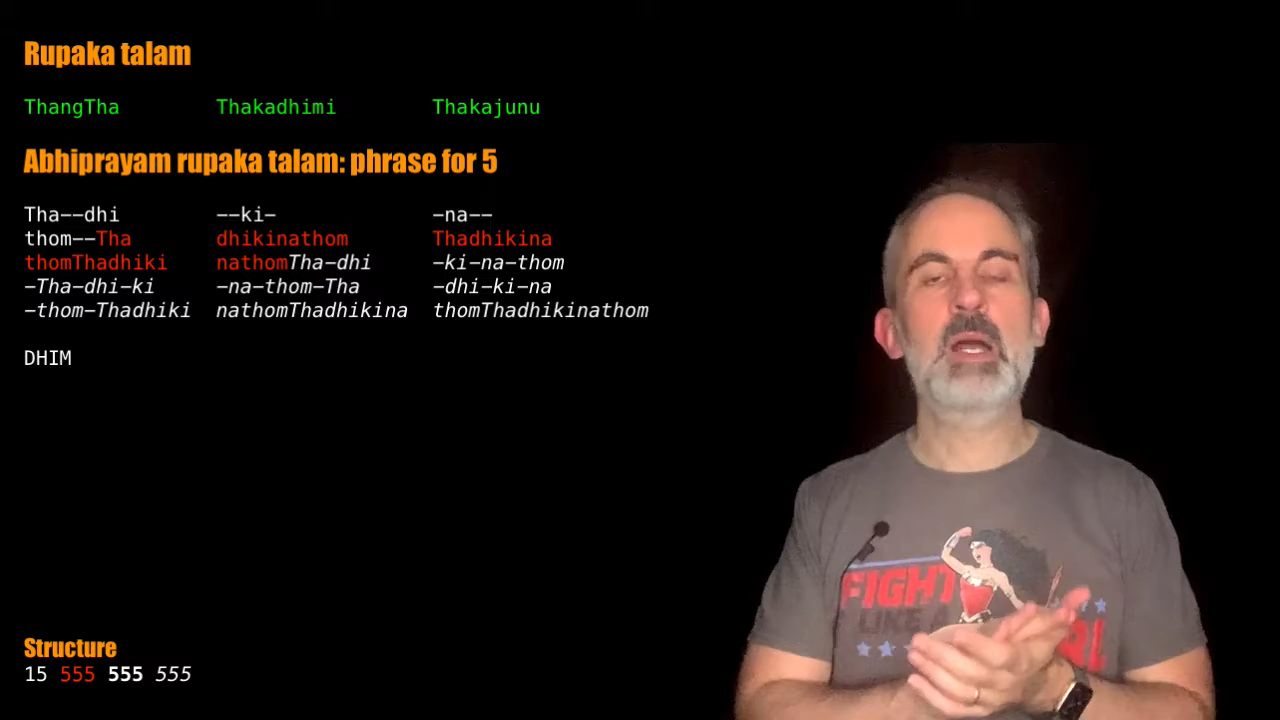 Rupaka talam
ThangTha Thakadhimi Thakajunu
Abhiprayam rupaka talam: phrase for 5
Tha--dhi --ki- -na--
thom--Tha dhikinathom Thadhikina
thomThadhiki nathomTha-dhi -ki-na-thom
-Tha-dhi-ki -na-thom-Tha -dhi-ki-na
-thom-Thadhiki nathomThadhikina thomThadhikinathom
DHIM
FIGHT
LIKE A
Structure
15 555 555 555